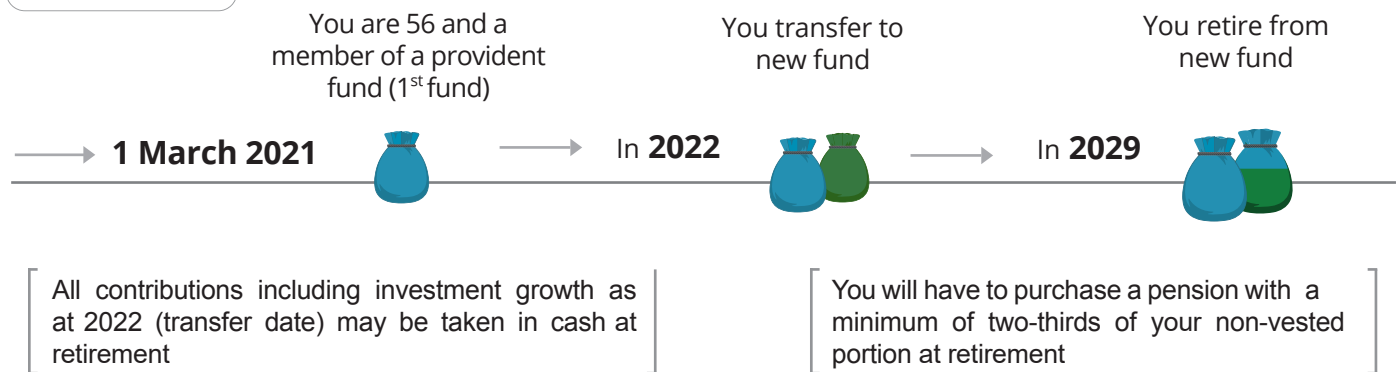 You are 56 and a
member of a provident
fund (1st fund)
You transfer to
new fund
You retire from
new fund
1 March 2021
In 2022
In 2029
All contributions including investment growth as
at 2022 (transfer date) may be taken in cash at
retirement
You will have to purchase a pension with a
minimum of two-thirds of your non-vested
portion at retirement